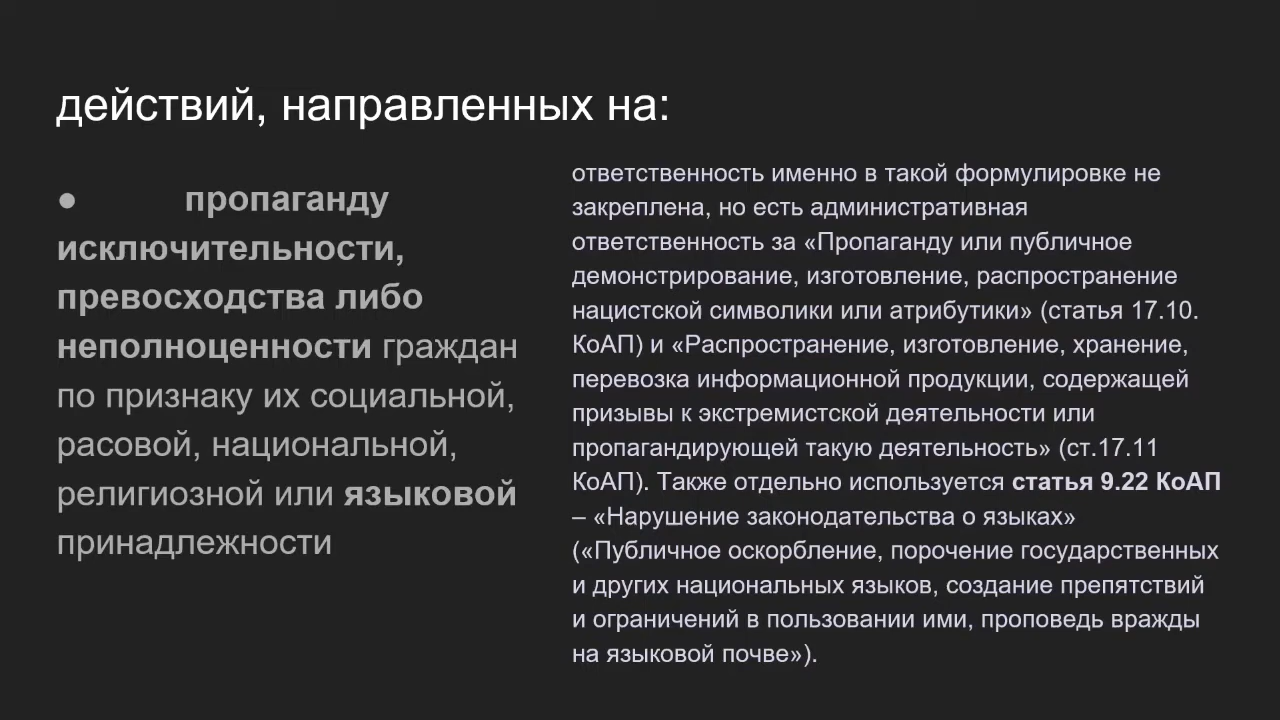 действий, направленных на:
● пропаганду
исключительности,
превосходства либо
неполноценности граждан
по признаку их социальной,
расовой, национальной,
религиозной или языковой
принадлежности
ответственность именно в такой формулировке не
закреплена, но есть административная
ответственность за «Пропаганду или публичное
демонстрирование, изготовление, распространение
нацистской символики или атрибутики» (статья 17.10.
КоАП) и «Распространение, изготовление, хранение,
перевозка информационной продукции, содержащей
призывы к экстремистской деятельности или
пропагандирующей такую деятельность» (ст.17.11
КоАП). Также отдельно используется статья 9.22 КоАП
– «Нарушение законодательства о языках»
(«Публичное оскорбление, порочение государственных
и других национальных языков, создание препятствий
и ограничений в пользовании ими, проповедь вражды
на языковой почве»).